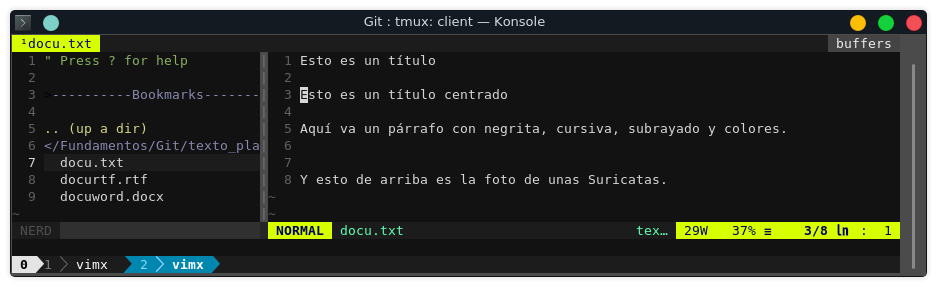 Git : tmux: client — Konsole
¹docu.txt buffers
1 " Press ? for help
2
3 >----------Bookmarks-------
4
5 .. (up a dir)
6 </Fundamentos/Git/texto_pla
7 docu.txt
8 docurtf.rtf
9 docuword.docx
~
1 Esto es un título
2
3 Esto es un título centrado
4
5 Aquí va un párrafo con negrita, cursiva, subrayado y colores.
6
7
8 Y esto de arriba es la foto de unas Suricatas.
~
~
NERD NORMAL docu.txt tex… 29W 37% ≡ 3/8 ㏑ : 1
0 1 vimx 2 vimx